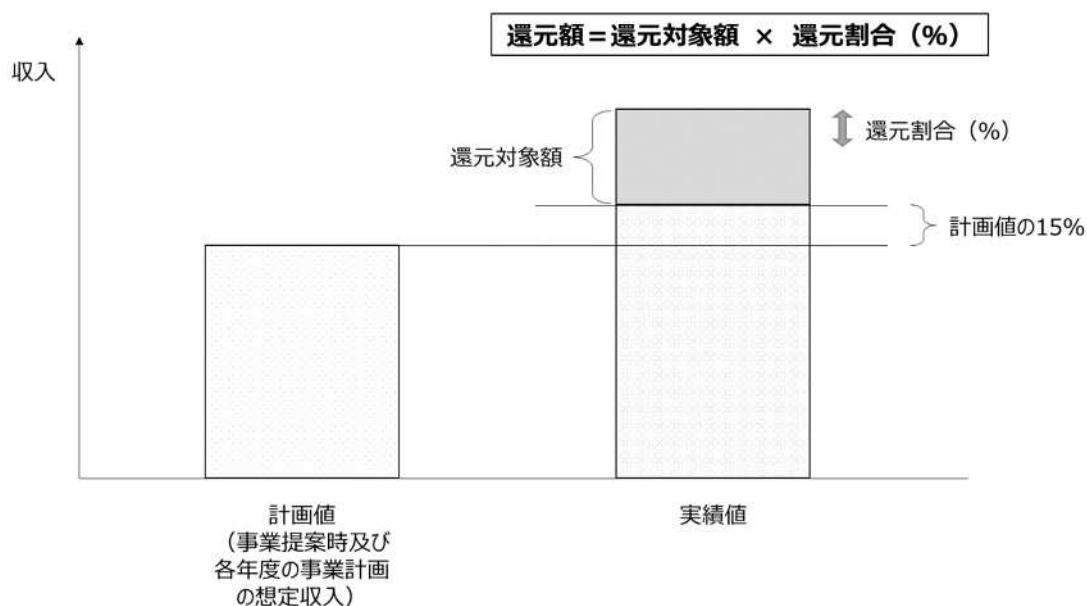 還元額＝還元対象額 × 還元割合（%）
収入
還元割合（%）
還元対象額
計画値の15%
計画値
（事業提案時及び
各年度の事業計画
の想定収入）
実績値